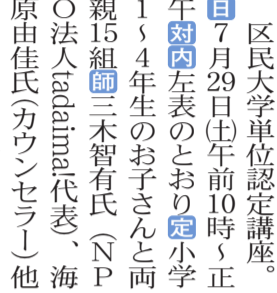 区民大学単位認定講座。
日7月29日㈯午前10時～正
午対内左表のとおり定小学
1～4年生のお子さんと両
親15組師三木智有氏（NP
O法人tadaima!代表）、海
原由佳氏(カウンセラー)他